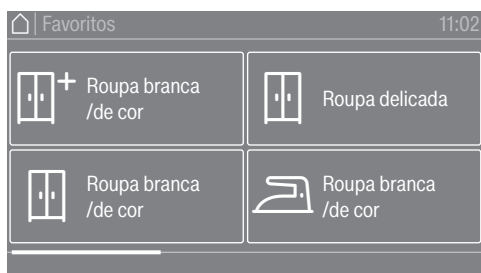 Favoritos 11:02
Roupa branca
/de cor
Roupa delicada
Roupa branca
/de cor
Roupa branca
/de cor